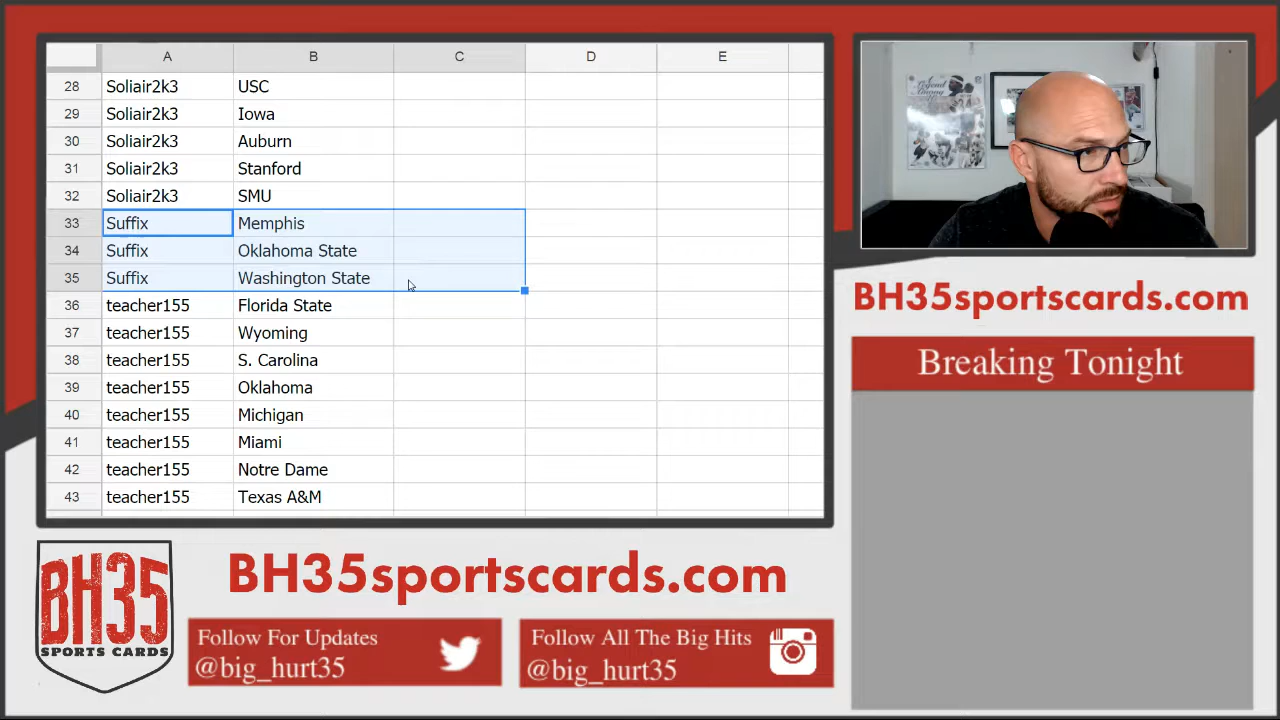 A B C D E
28 Soliair2k3 USC
29 Soliair2k3 Iowa
30 Soliair2k3 Auburn
31 Soliair2k3 Stanford
32 Soliair2k3 SMU
33 Suffix Memphis
34 Suffix Oklahoma State
35 Suffix Washington State
36 teacher155 Florida State
37 teacher155 Wyoming
38 teacher155 S. Carolina
39 teacher155 Oklahoma
40 teacher155 Michigan
41 teacher155 Miami
42 teacher155 Notre Dame
43 teacher155 Texas A&M
BH35sportscards.com
Breaking Tonight
BH35
SPORTS CARDS
BH35sportscards.com
Follow For Updates
@big_hurt35
Follow All The Big Hits
@big_hurt35